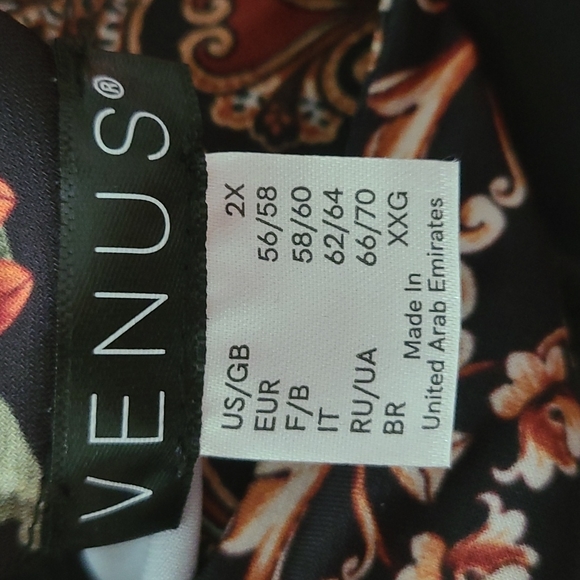 VENUS®
US/GB 2X
EUR 56/58
F/B 58/60
IT 62/64
RU/UA 66/70
BR XXG
Made In
United Arab Emirates